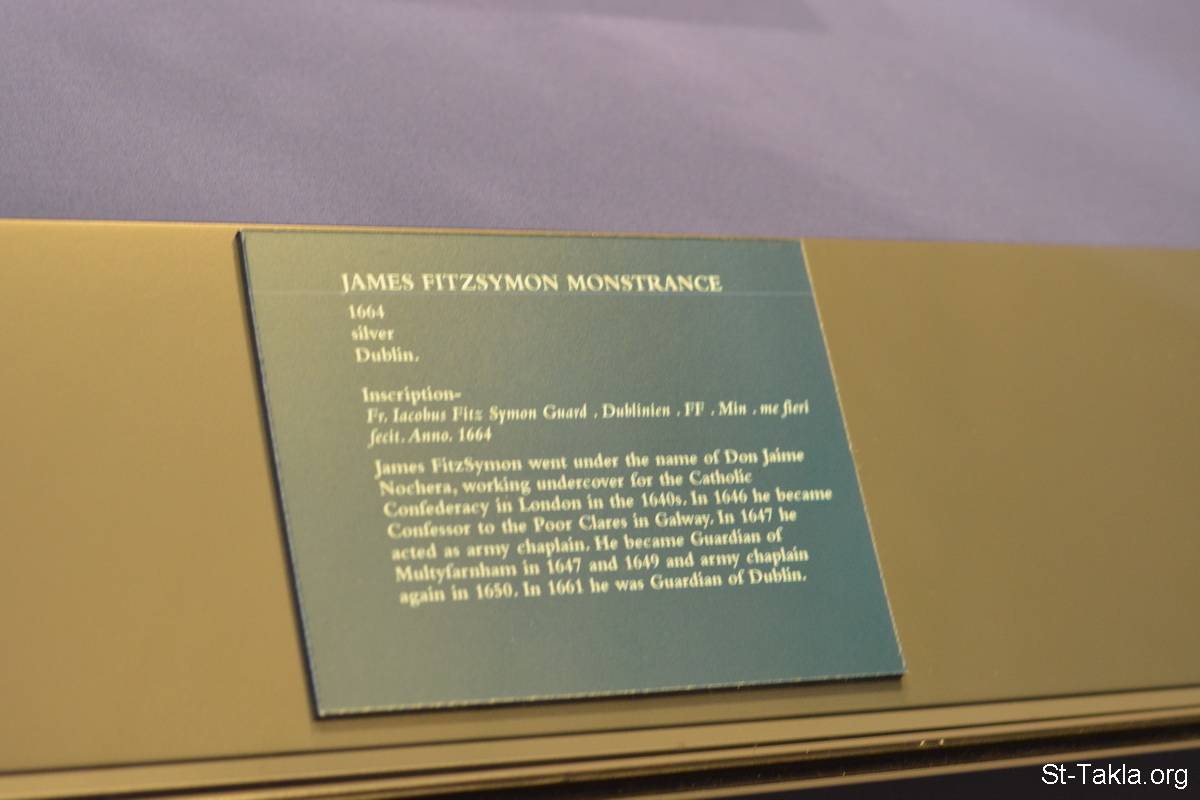 JAMES FITZSYMON MONSTRANCE
1664
silver
Dublin.
Inscription-
Fr. Iacobus Fitz Symon Guard . Dublinien . FF . Min . me fieri
fecit. Anno. 1664
James FitzSymon went under the name of Don Jaime
Nochera, working undercover for the Catholic
Confederacy in London in the 1640s. In 1646 he became
Confessor to the Poor Clares in Galway. In 1647 he
acted as army chaplain. He became Guardian of
Multyfarnham in 1647 and 1649 and army chaplain
again in 1650. In 1661 he was Guardian of Dublin.
St-Takla.org